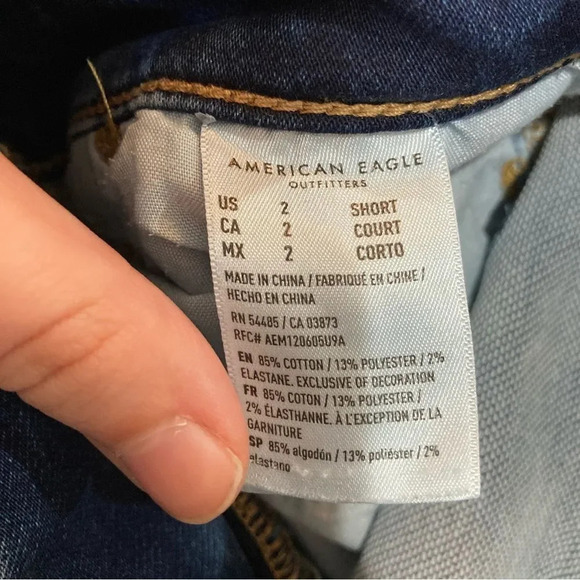 AMERICAN EAGLE
OUTFITTERS
US 2 SHORT
CA 2 COURT
MX 2 CORTO
MADE IN CHINA / FABRIQUÉ EN CHINE /
HECHO EN CHINA
RN 54485 / CA 03873
RFC# AEM120605U9A
EN 85% COTTON / 13% POLYESTER / 2%
ELASTANE. EXCLUSIVE OF DECORATION
FR 85% COTON / 13% POLYESTER /
2% ÉLASTHANNE. À L'EXCEPTION DE LA
GARNITURE
SP 85% algodón / 13% poliéster / 2%
elastano